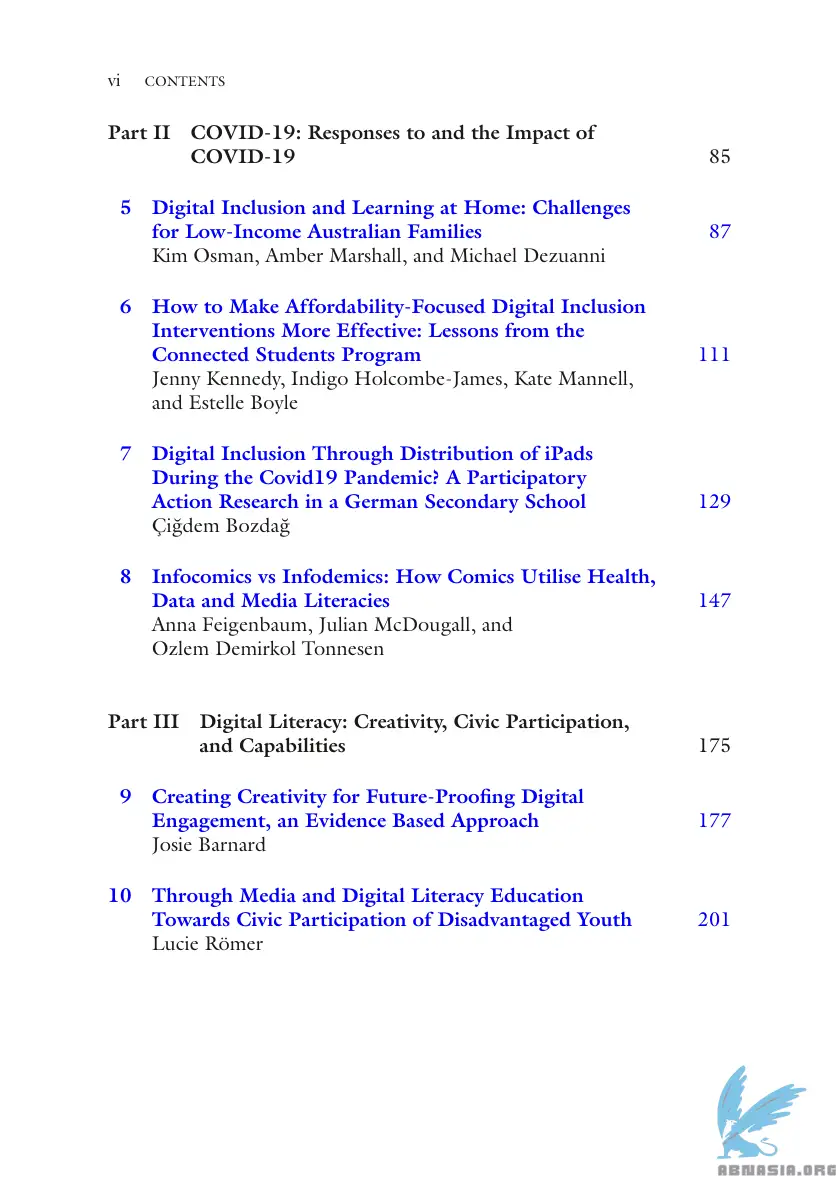 vi CONTENTS
Part II COVID-19: Responses to and the Impact of
COVID-19 85
5 Digital Inclusion and Learning at Home: Challenges
for Low-Income Australian Families 87
Kim Osman, Amber Marshall, and Michael Dezuanni
6 How to Make Affordability-Focused Digital Inclusion
Interventions More Effective: Lessons from the
Connected Students Program 111
Jenny Kennedy, Indigo Holcombe-James, Kate Mannell,
and Estelle Boyle
7 Digital Inclusion Through Distribution of iPads
During the Covid19 Pandemic? A Participatory
Action Research in a German Secondary School 129
Çiğdem Bozdağ
8 Infocomics vs Infodemics: How Comics Utilise Health,
Data and Media Literacies 147
Anna Feigenbaum, Julian McDougall, and
Ozlem Demirkol Tonnesen
Part III Digital Literacy: Creativity, Civic Participation,
and Capabilities 175
9 Creating Creativity for Future-Proofing Digital
Engagement, an Evidence Based Approach 177
Josie Barnard
10 Through Media and Digital Literacy Education
Towards Civic Participation of Disadvantaged Youth 201
Lucie Römer
ABNASIA.ORG